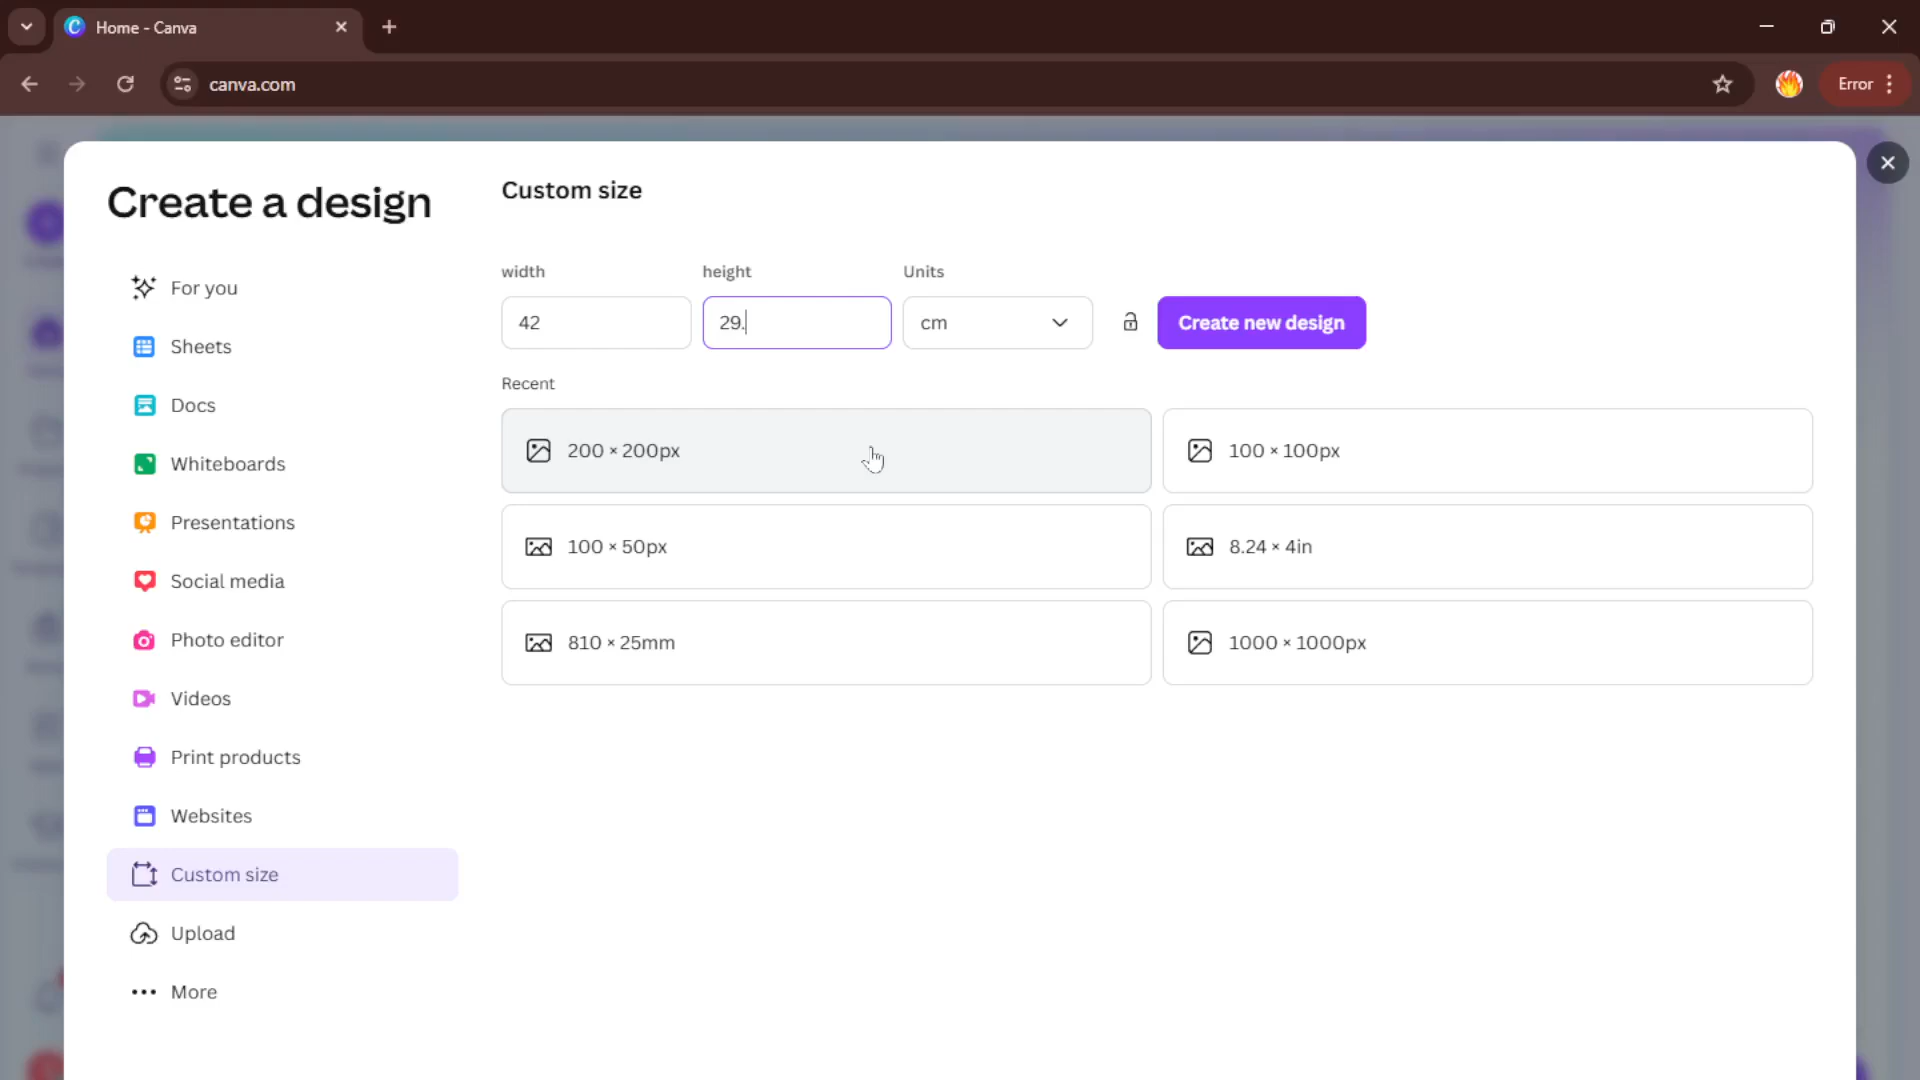 Home - Canva
canva.com
Error
Create a design
For you
Sheets
Docs
Whiteboards
Presentations
Social media
Photo editor
Videos
Print products
Websites
Custom size
Upload
More
Custom size
width height Units
42 29. cm Create new design
Recent
200 × 200px 100 × 100px
100 × 50px 8.24 × 4in
810 × 25mm 1000 × 1000px